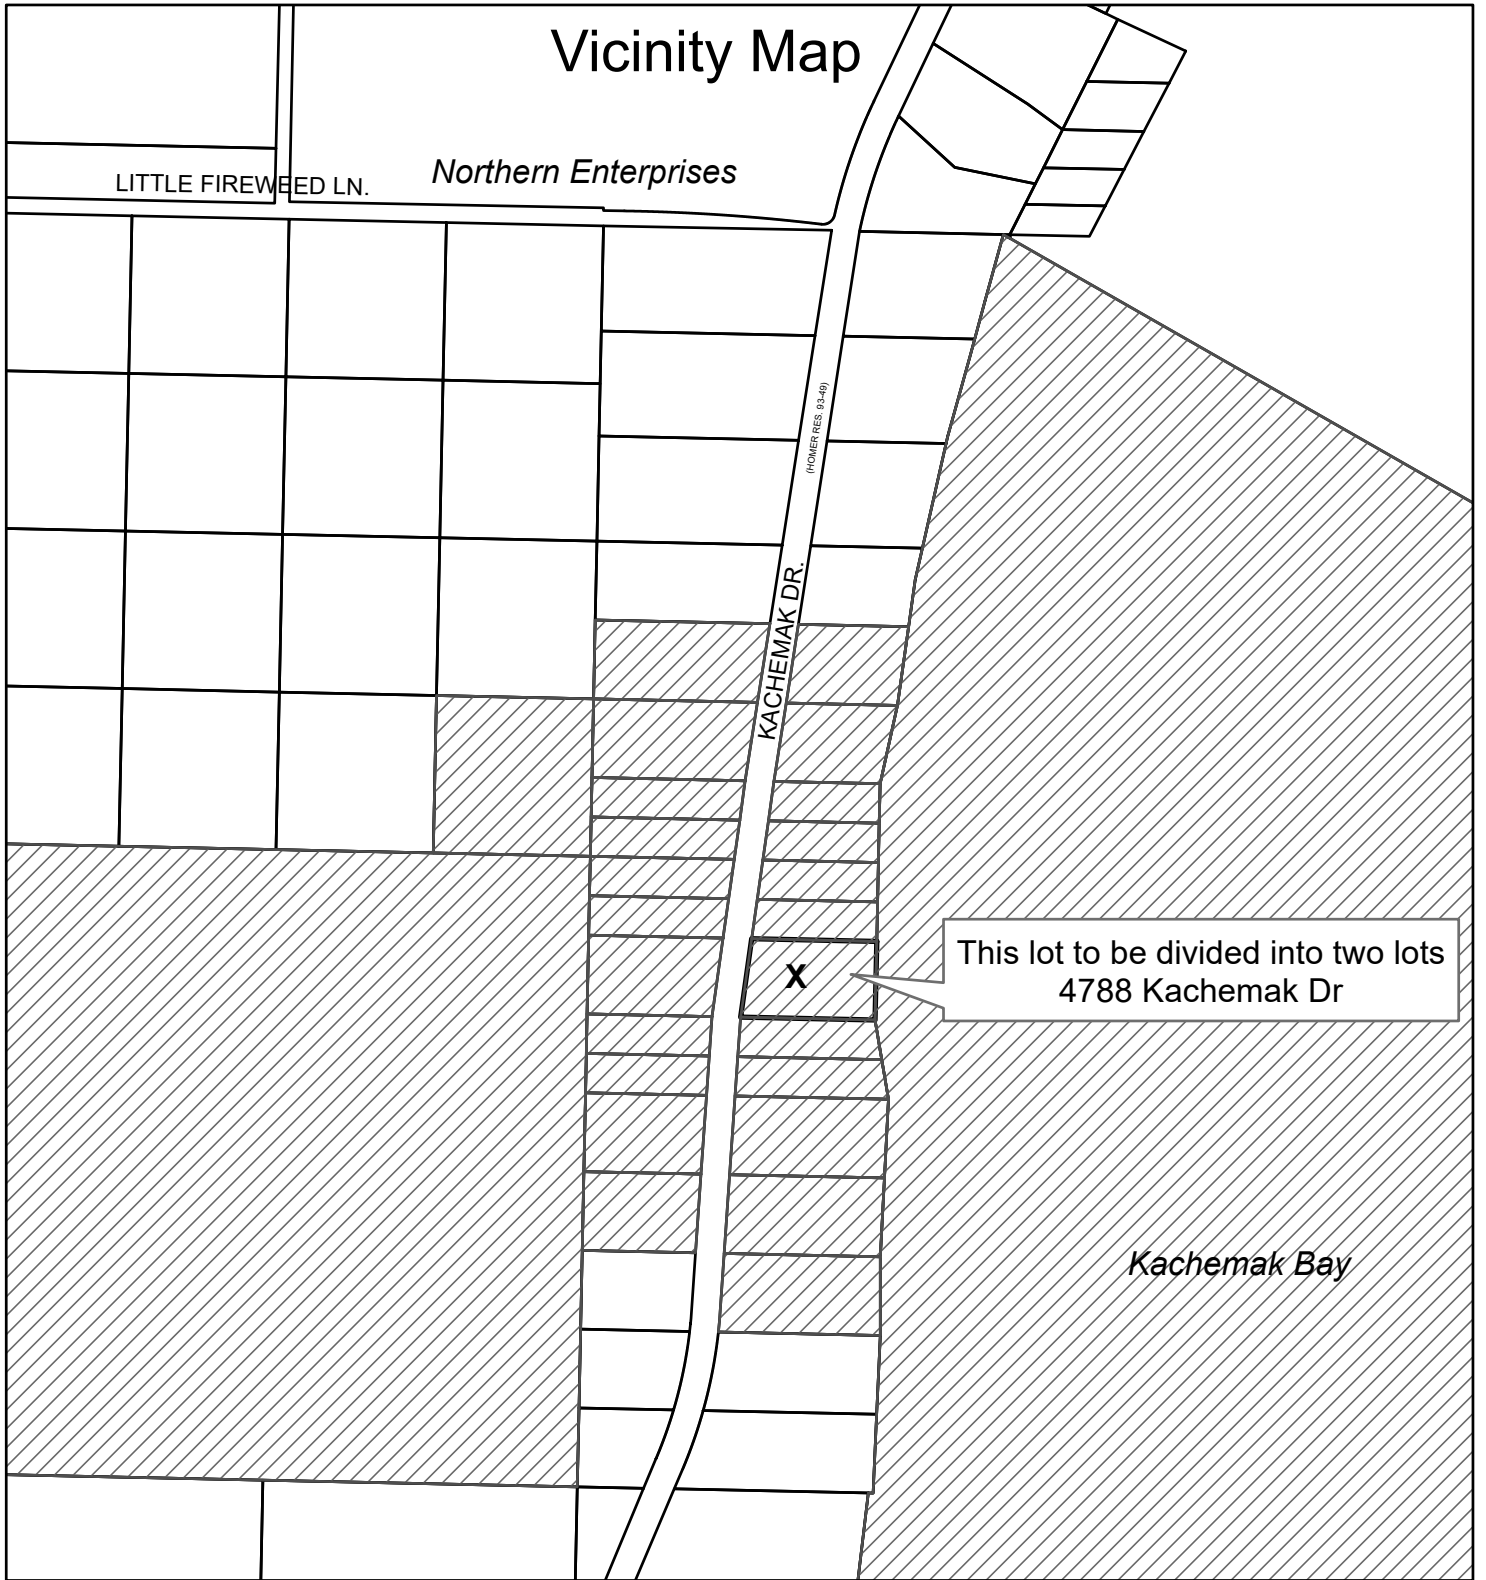 Vicinity Map
Northern Enterprises
LITTLE FIREWEED LN.
(HOMER RES. 93-49)
KACHEMAK DR.
This lot to be divided into two lots
4788 Kachemak Dr
X
Kachemak Bay